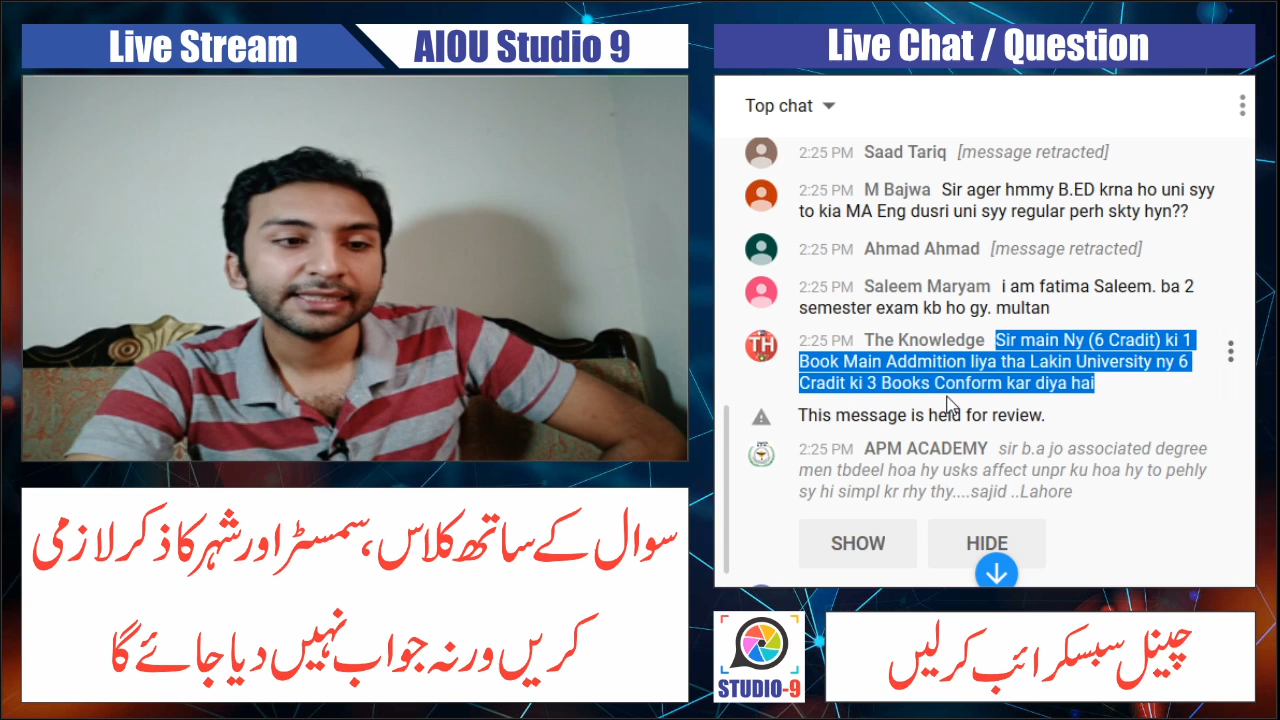 Live Stream
AIOU Studio 9
Live Chat / Question
Top chat
2:25 PM Saad Tariq [message retracted]
2:25 PM M Bajwa Sir ager hmmy B.ED krna ho uni syy
to kia MA Eng dusri uni syy regular perh skty hyn??
2:25 PM Ahmad Ahmad [message retracted]
2:25 PM Saleem Maryam i am fatima Saleem. ba 2
semester exam kb ho gy. multan
TH
2:25 PM The Knowledge Sir main Ny (6 Cradit) ki 1
Book Main Addmition liya tha Lakin University ny 6
Cradit ki 3 Books Conform kar diya hai
This message is held for review.
2:25 PM APM ACADEMY sir b.a jo associated degree
men tbdeel hoa hy usks affect unpr ku hoa hy to pehly
sy hi simpl kr rhy thy....sajid ..Lahore
SHOW
HIDE
سوال کے ساتھ کلاس، سمسٹر اور شہر کا ذکر لازمی
کریں ورنہ جواب نہیں دیا جائے گا
STUDIO-9
چینل سبسکرائب کرلیں